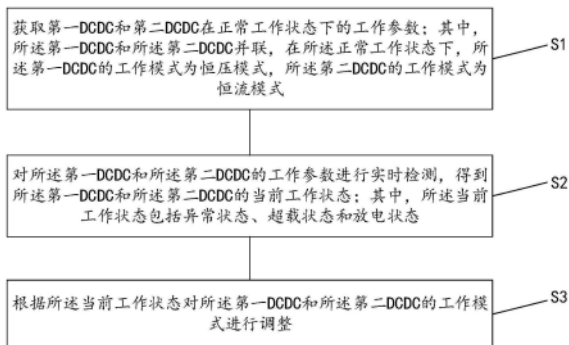 获取第一DCDC和第二DCDC在正常工作状态下的工作参数；其中，
所述第一DCDC和所述第二DCDC并联，在所述正常工作状态下，所
述第一DCDC的工作模式为恒压模式，所述第二DCDC的工作模式为
恒流模式
S1
对所述第一DCDC和所述第二DCDC的工作参数进行实时检测，得到
所述第一DCDC和所述第二DCDC的当前工作状态；其中，所述当前
工作状态包括异常状态、超载状态和放电状态
S2
根据所述当前工作状态对所述第一DCDC和所述第二DCDC的工作模
式进行调整
S3